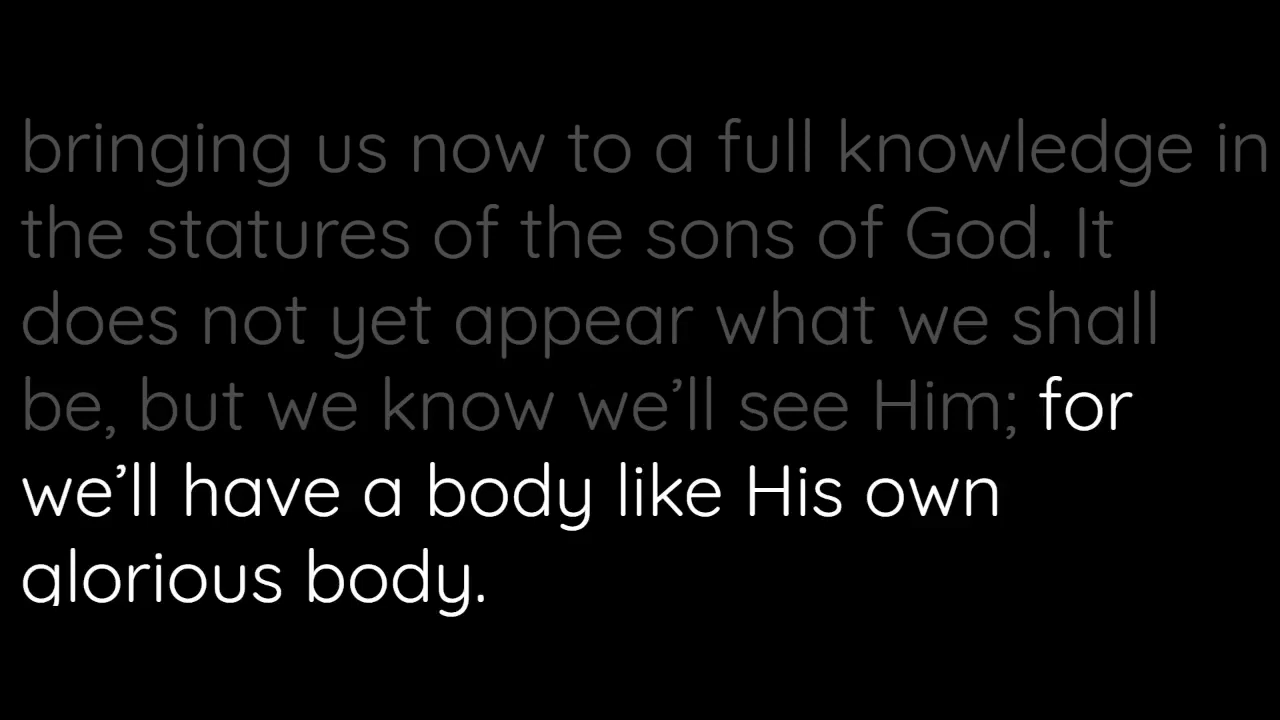 bringing us now to a full knowledge in
the statures of the sons of God. It
does not yet appear what we shall
be, but we know we’ll see Him; for
we’ll have a body like His own
glorious body.